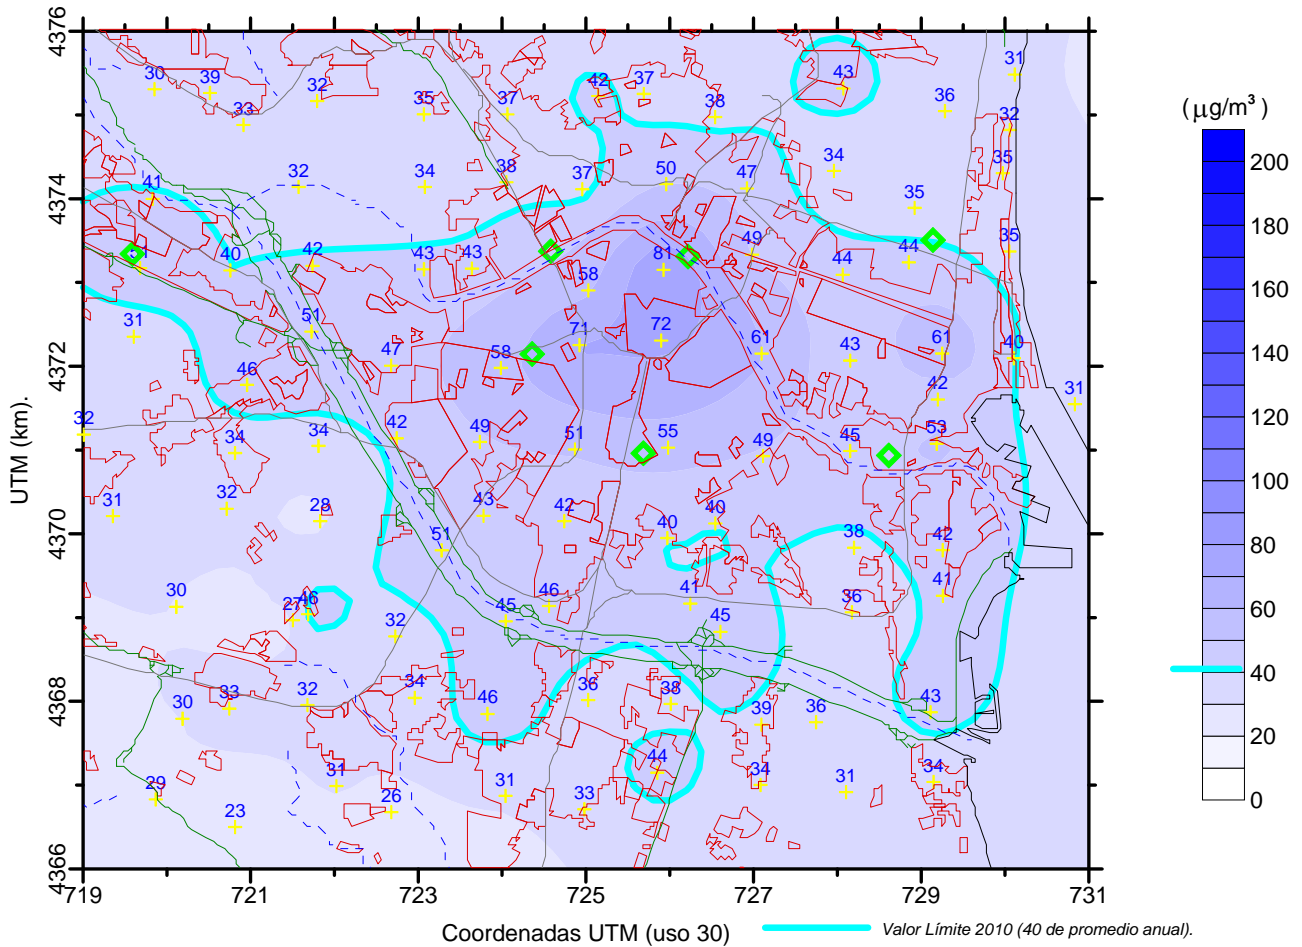 4376
4374
4372
4370
4368
4366
UTM (km).
(µg/m³)
200
180
160
140
120
100
80
60
40
20
0
31
30 39 32 43
37 42 37
33 35 38 36 32
34 35
32 34 38 37 50 47
41 35
42 43 43 58 81 49 44 44 35
40
31 51 71 72 61 43 61 40
46 47 58 42 31
32 34 34 42 49 51 55 49 45 53
31 32 28 43 42 40 40
51 38 42
30 27 46 32 45 46 41 45 36 41
30 33 32 34 46 36 38 39 36 43
29 23 31 26 31 33 44 34 31 34
719 721 723 725 727 729 731
Coordenadas UTM (uso 30)
Valor Límite 2010 (40 de promedio anual).